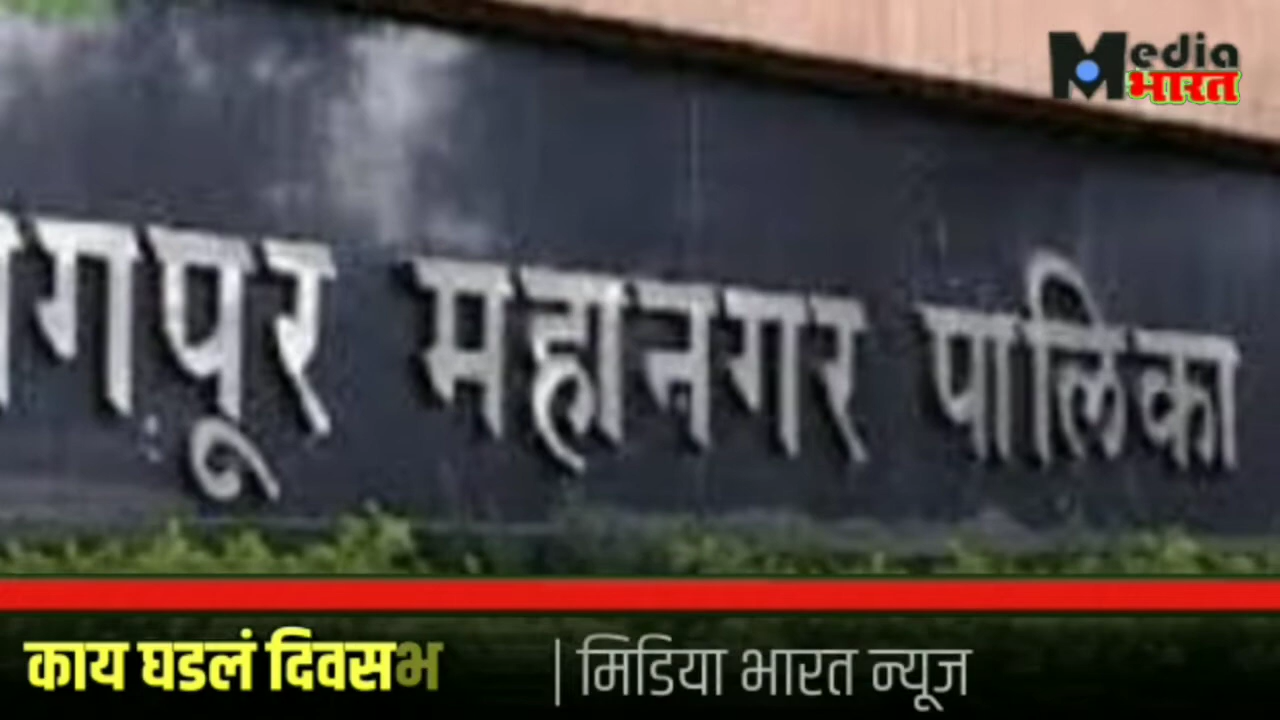 Media
भारत
गपूर महानगर पालिका
काय घडलं दिवसभ | मिडिया भारत न्यूज